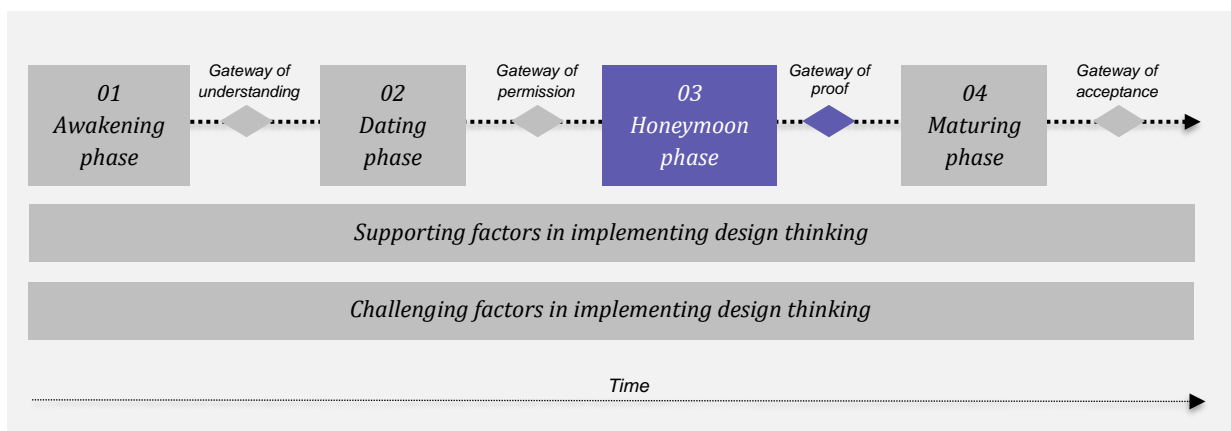 01
Awakening
phase
Gateway of
understanding
02
Dating
phase
Gateway of
permission
03
Honeymoon
phase
Gateway of
proof
04
Maturing
phase
Gateway of
acceptance
Supporting factors in implementing design thinking
Challenging factors in implementing design thinking
Time